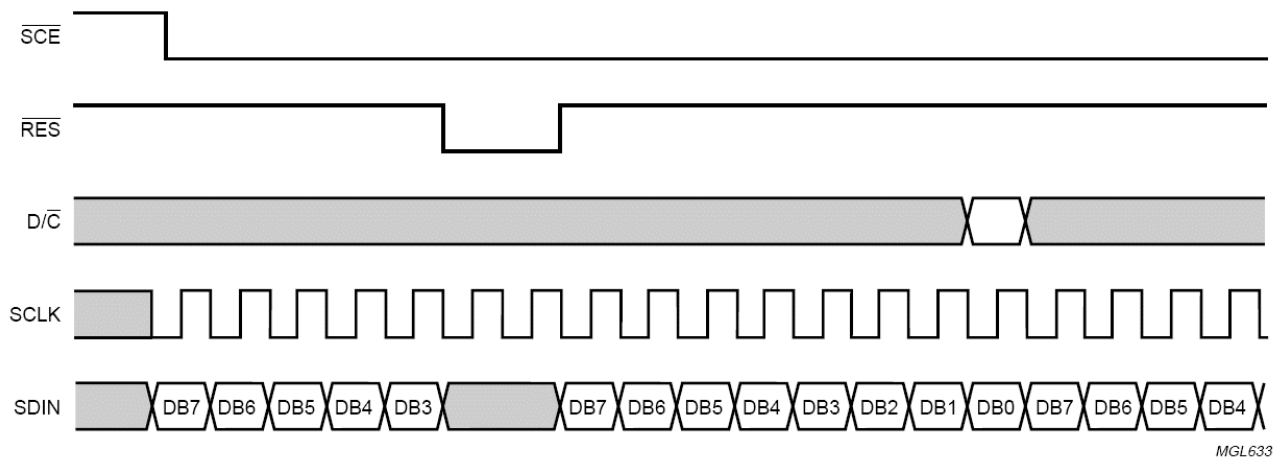 SCE
RES
D/C
SCLK
SDIN DB7 DB6 DB5 DB4 DB3 DB7 DB6 DB5 DB4 DB3 DB2 DB1 DB0 DB7 DB6 DB5 DB4
MGL633